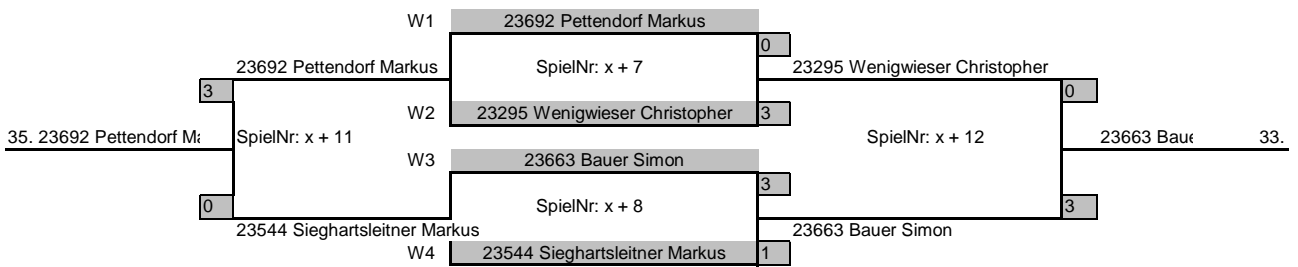 W1 23692 Pettendorf Markus
0
23692 Pettendorf Markus SpielNr: x + 7 23295 Wenigwieser Christopher
3 0
W2 23295 Wenigwieser Christopher 3
35. 23692 Pettendorf Ma SpielNr: x + 11 SpielNr: x + 12 23663 Baue 33.
W3 23663 Bauer Simon
3
0 SpielNr: x + 8 3
23544 Sieghartsleitner Markus 23663 Bauer Simon
W4 23544 Sieghartsleitner Markus 1